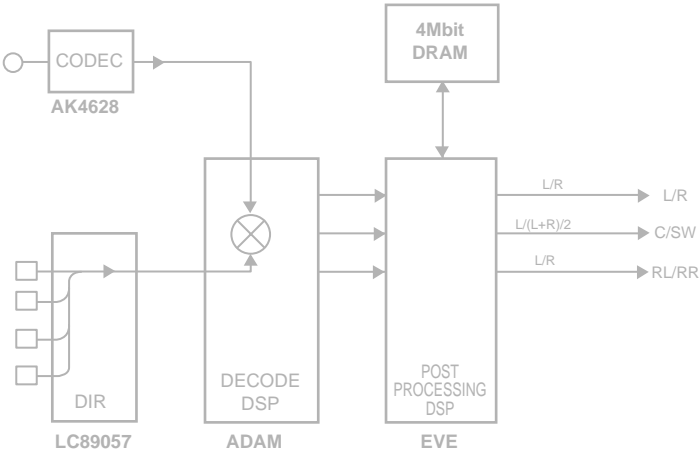 4Mbit
DRAM
CODEC
AK4628
L/R
L/R
L/(L+R)/2
C/SW
L/R
RL/RR
DIR
LC89057
DECODE
DSP
ADAM
POST
PROCESSING
DSP
EVE